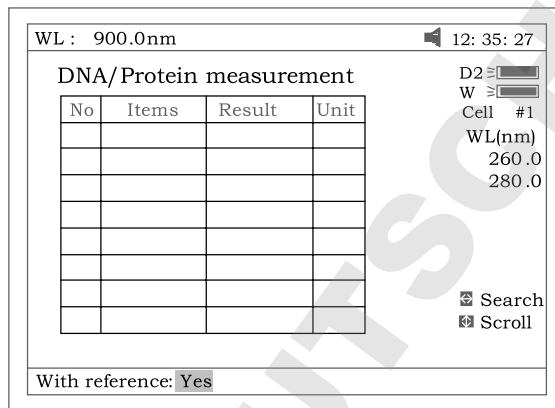 WL : 900.0nm 12: 35: 27
DNA/Protein measurement
D2
W
No Items Result Unit
Cell #1
WL(nm)
260.0
280.0
Search
Scroll
With reference: Yes